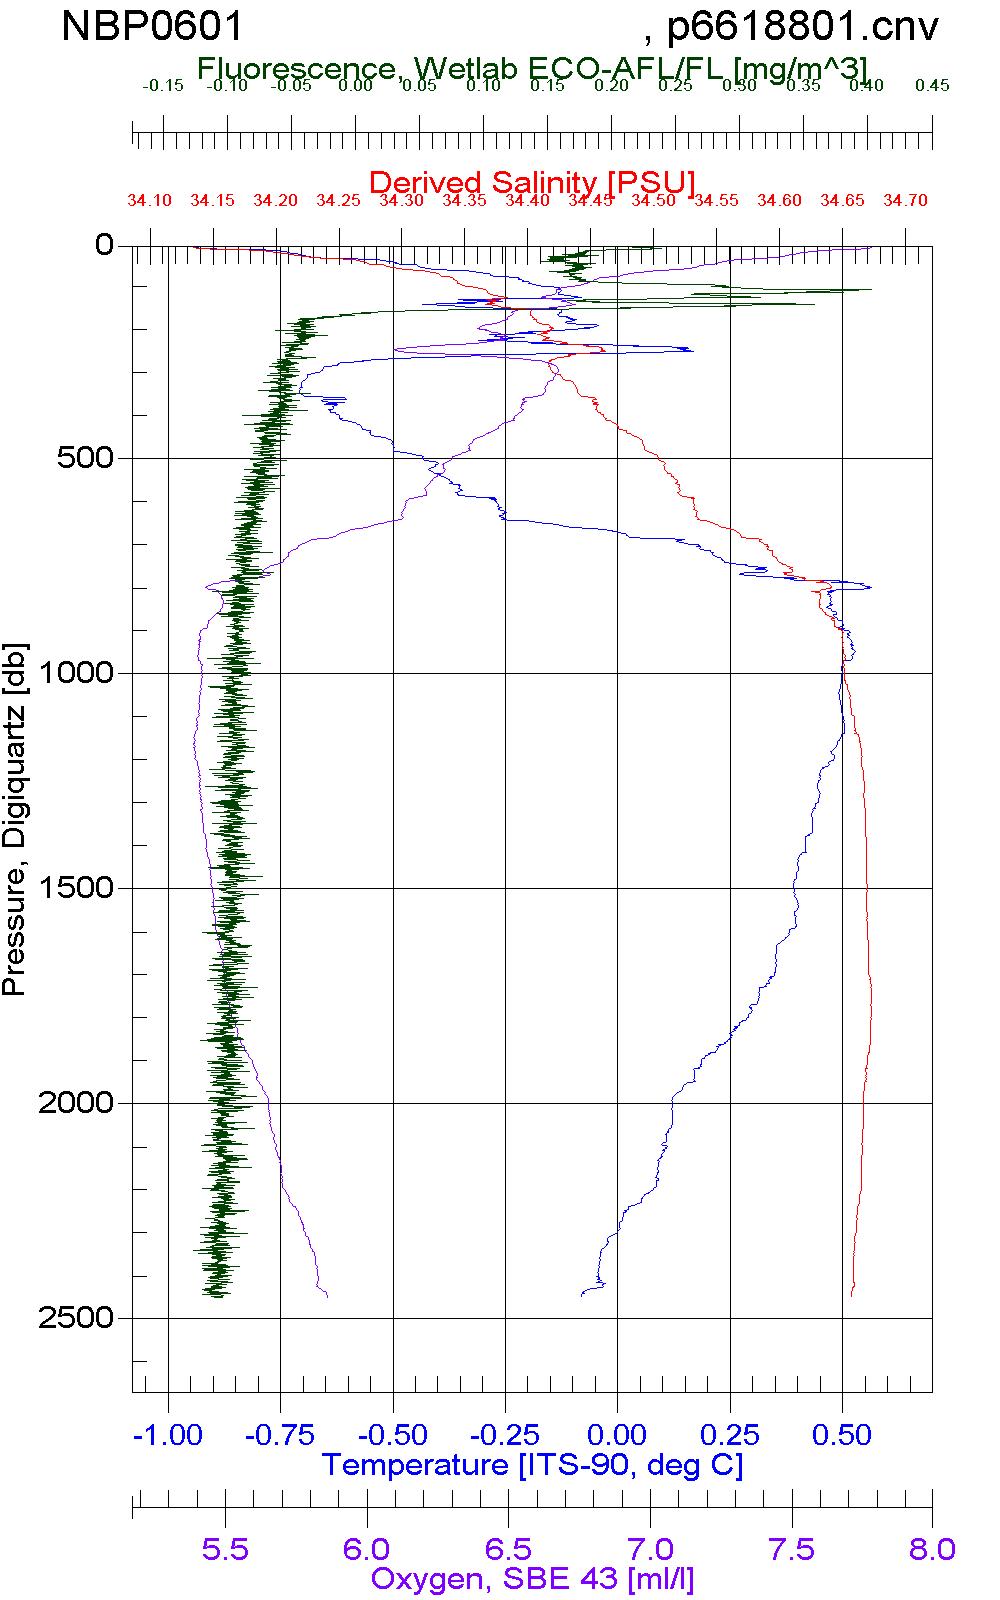 NBP0601 , p6618801.cnv
Fluorescence, Wetlab ECO-AFL/FL [mg/m^3]
-0.15 -0.10 -0.05 0.00 0.05 0.10 0.15 0.20 0.25 0.30 0.35 0.40 0.45
Derived Salinity [PSU]
34.10 34.15 34.20 34.25 34.30 34.35 34.40 34.45 34.50 34.55 34.60 34.65 34.70
0
500
1000
1500
2000
2500
Pressure, Digiquartz [db]
-1.00 -0.75 -0.50 -0.25 0.00 0.25 0.50
Temperature [ITS-90, deg C]
5.5 6.0 6.5 7.0 7.5 8.0
Oxygen, SBE 43 [ml/l]